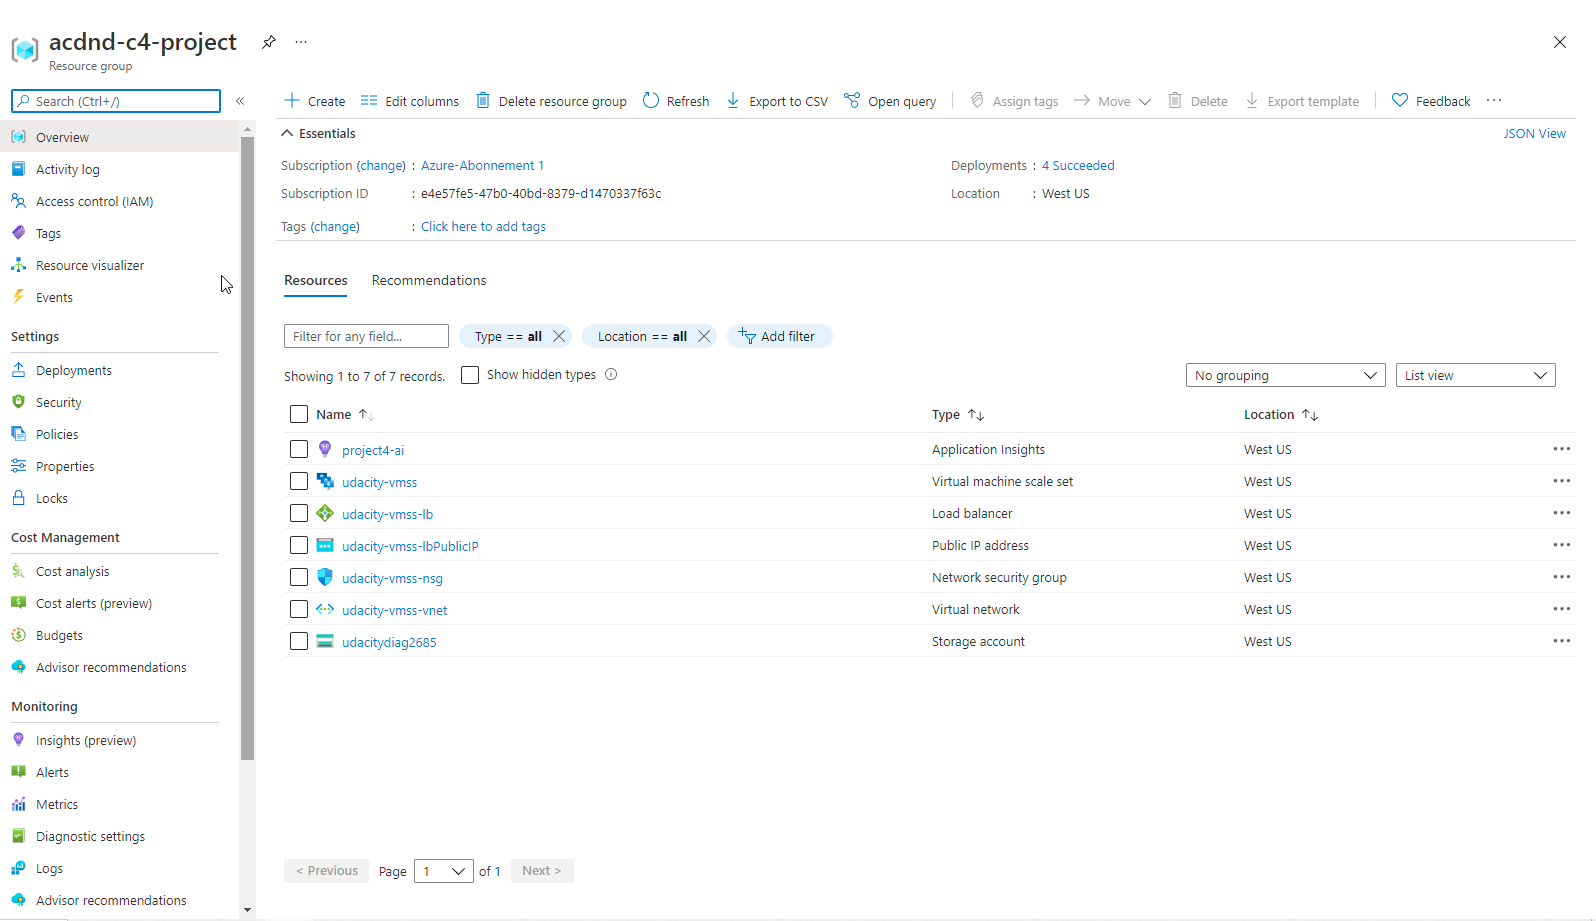 acdnd-c4-project
Resource group
Search (Ctrl+/)
«
Create
Edit columns
Delete resource group
Refresh
Export to CSV
Open query
Assign tags
Move
Delete
Export template
Feedback
Overview
Activity log
Access control (IAM)
Tags
Resource visualizer
Events
Settings
Deployments
Security
Policies
Properties
Locks
Cost Management
Cost analysis
Cost alerts (preview)
Budgets
Advisor recommendations
Monitoring
Insights (preview)
Alerts
Metrics
Diagnostic settings
Logs
Advisor recommendations
Essentials
JSON View
Subscription (change) : Azure-Abonnement 1
Deployments : 4 Succeeded
Subscription ID : e4e57fe5-47b0-40bd-8379-d1470337f63c
Location : West US
Tags (change) : Click here to add tags
Resources Recommendations
Filter for any field...
Type == all
Location == all
Add filter
Showing 1 to 7 of 7 records.
Show hidden types
No grouping
List view
Name Type Location
project4-ai Application Insights West US
udacity-vmss Virtual machine scale set West US
udacity-vmss-lb Load balancer West US
udacity-vmss-lbPublicIP Public IP address West US
udacity-vmss-nsg Network security group West US
udacity-vmss-vnet Virtual network West US
udacitydiag2685 Storage account West US
< Previous Page 1 of 1 Next >